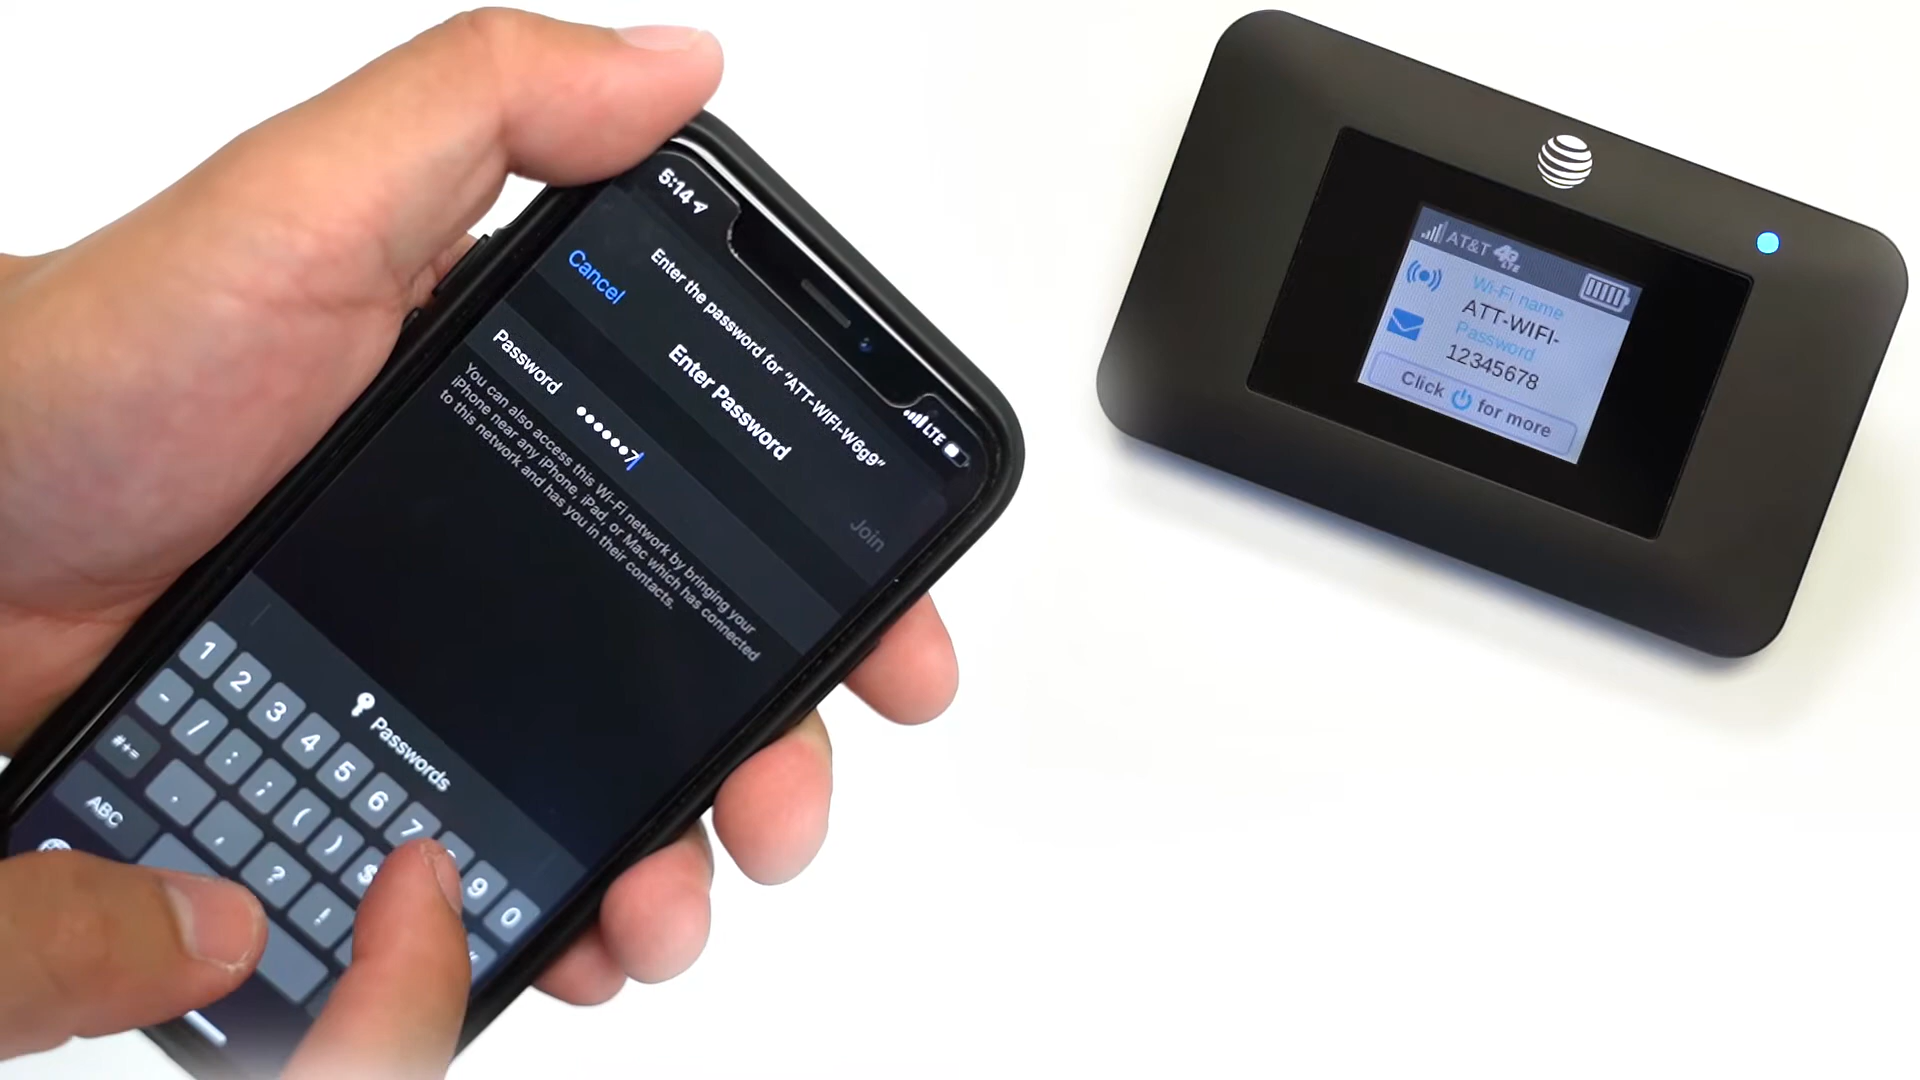 5:14
LTE
Enter the password for “ATT-WIFI-W6g9”
Cancel
Enter Password
Join
Password ••••••7
You can also access this Wi-Fi network by bringing your
iPhone near any iPhone, iPad, or Mac which has connected
to this network and has you in their contacts.
Passwords
1 2 3 4 5 6 7 9 0
- / : ; ( ) $
#+= . , ? !
ABC
AT&T 4G LTE
Wi-Fi name
ATT-WIFI-
Password
12345678
Click for more